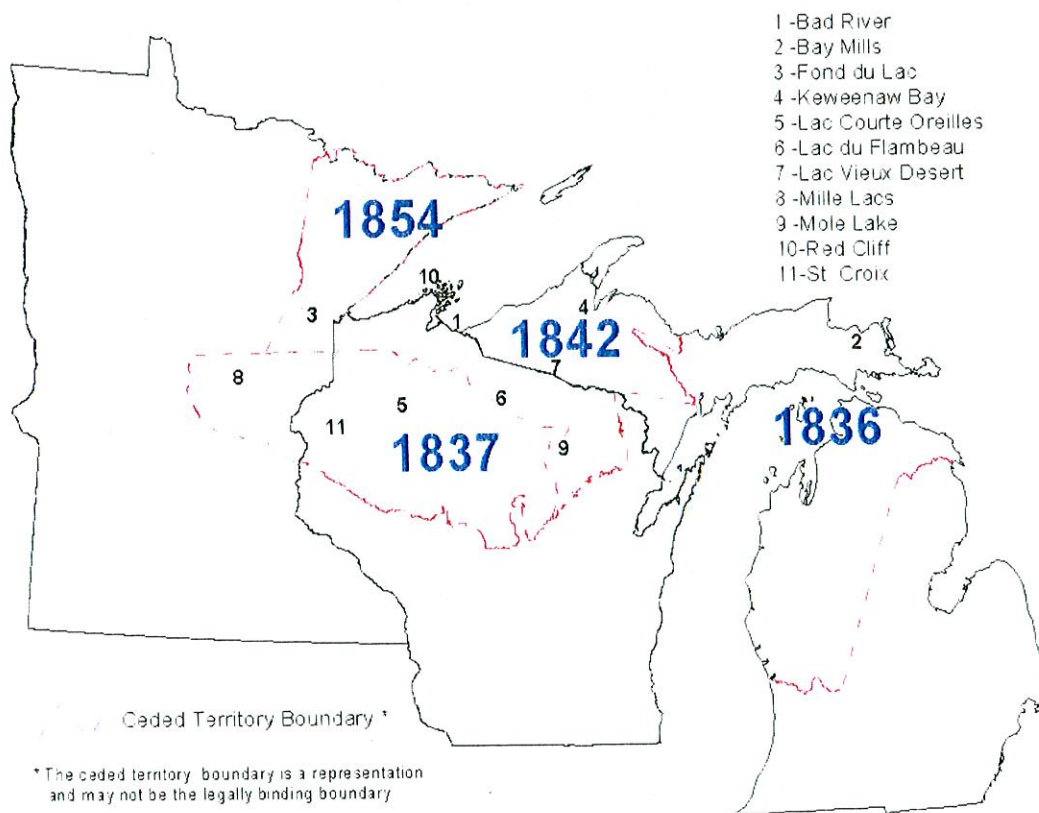 1 -Bad River
2 -Bay Mills
3 -Fond du Lac
4 -Keweenaw Bay
5 -Lac Courte Oreilles
6 -Lac du Flambeau
7 -Lac Vieux Desert
8 -Mille Lacs
9 -Mole Lake
10-Red Cliff
11-St Croix
1854
10
3
1
4
1842
2
7
8
5
6
11
1837
9
1836
Ceded Territory Boundary *
* The ceded territory boundary is a representation
and may not be the legally binding boundary